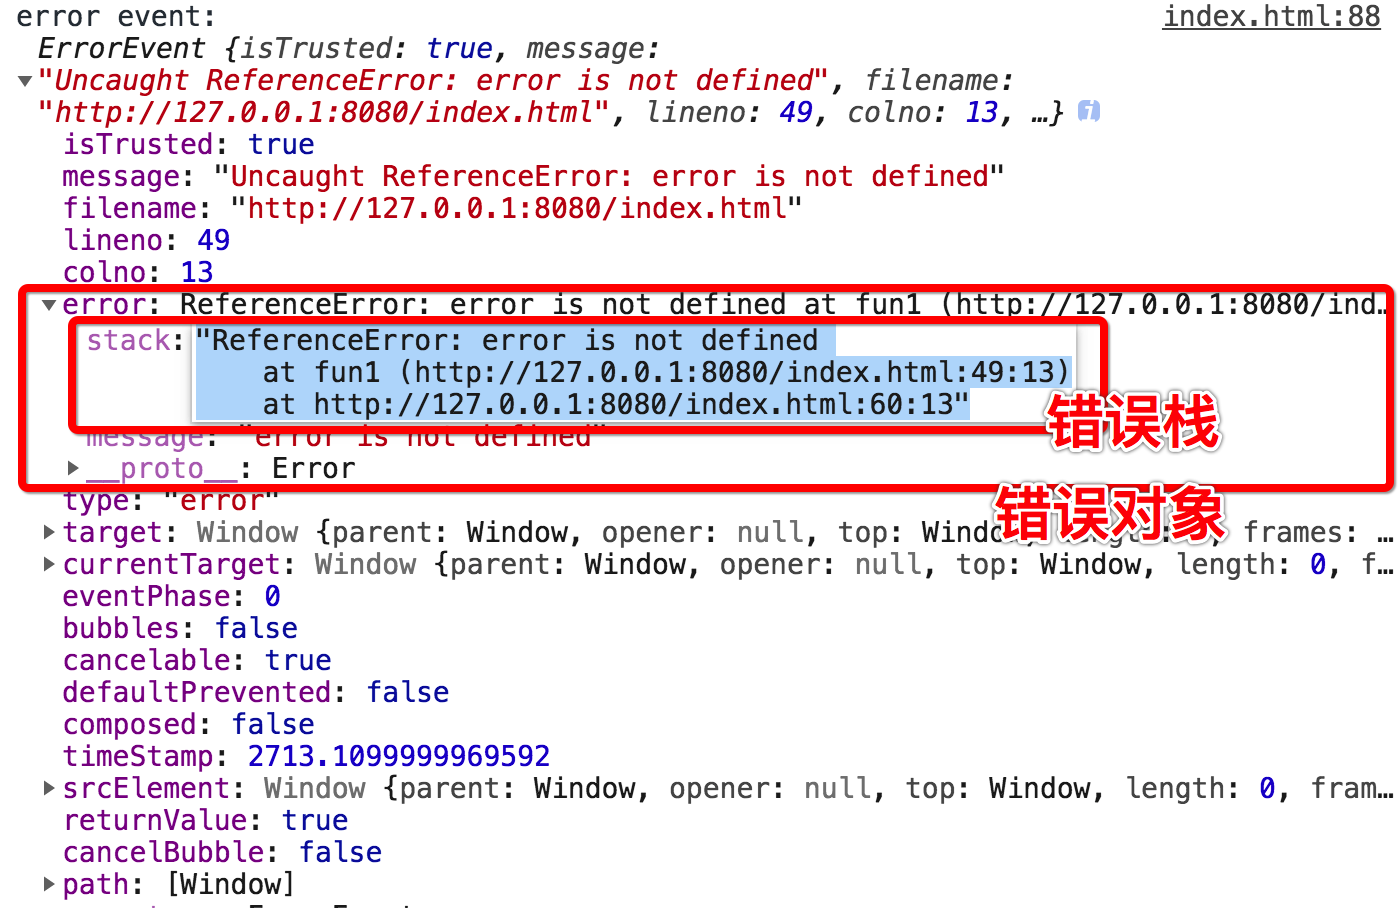 error event: index.html:88
ErrorEvent {isTrusted: true, message:
"Uncaught ReferenceError: error is not defined", filename:
"http://127.0.0.1:8080/index.html", lineno: 49, colno: 13, …}
isTrusted: true
message: "Uncaught ReferenceError: error is not defined"
filename: "http://127.0.0.1:8080/index.html"
lineno: 49
colno: 13
error: ReferenceError: error is not defined at fun1 (http://127.0.0.1:8080/ind…
stack: "ReferenceError: error is not defined
at fun1 (http://127.0.0.1:8080/index.html:49:13)
at http://127.0.0.1:8080/index.html:60:13"
错误栈
message: "error is not defined"
__proto__: Error
错误对象
type: "error"
target: Window {parent: Window, opener: null, top: Window, frames: …
currentTarget: Window {parent: Window, opener: null, top: Window, length: 0, f…
eventPhase: 0
bubbles: false
cancelable: true
defaultPrevented: false
composed: false
timeStamp: 2713.1099999969592
srcElement: Window {parent: Window, opener: null, top: Window, length: 0, fram…
returnValue: true
cancelBubble: false
path: [Window]